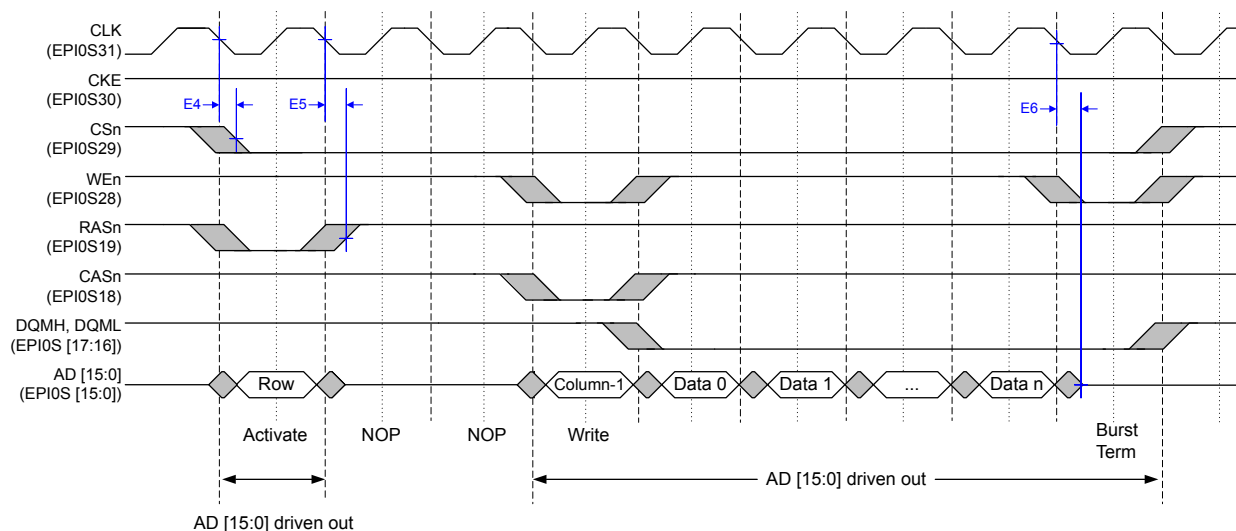 CLK
(EPI0S31)
CKE
(EPI0S30)
E4
E5
E6
CSn
(EPI0S29)
WEn
(EPI0S28)
RASn
(EPI0S19)
CASn
(EPI0S18)
DQMH, DQML
(EPI0S [17:16])
AD [15:0]
(EPI0S [15:0])
Row
Column-1
Data 0
Data 1
...
Data n
Activate
NOP
NOP
Write
Burst
Term
AD [15:0] driven out
AD [15:0] driven out